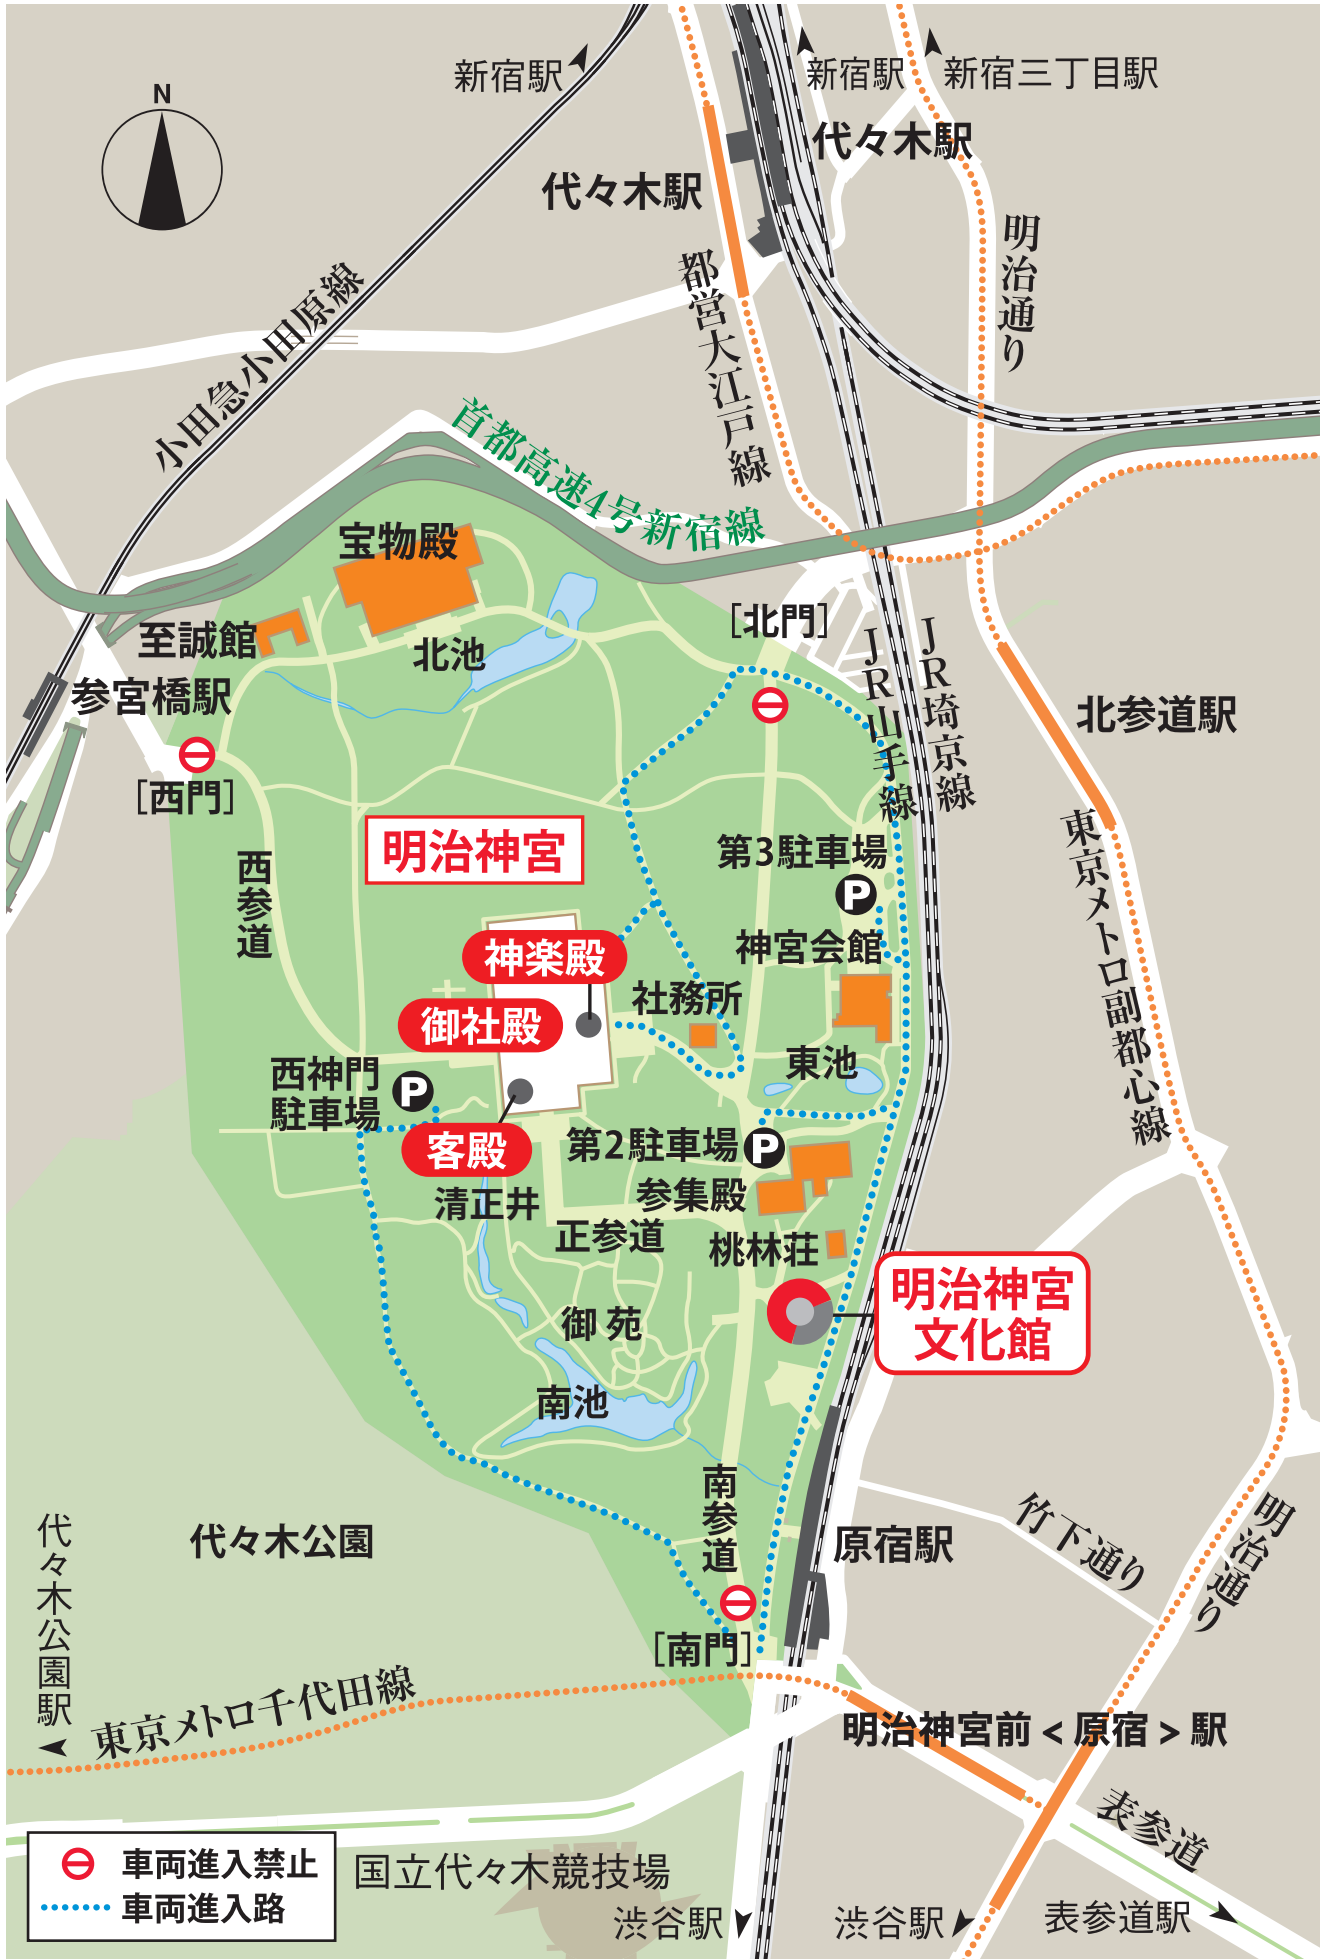 新宿駅
新宿駅
新宿三丁目駅
N
代々木駅
代々木駅
明治通り
都営大江戸線
小田急小田原線
首都高速4号新宿線
宝物殿
[北門]
至誠館
北池
参宮橋駅
JR山手線
JR埼京線
北参道駅
[西門]
明治神宮
第3駐車場
P
東京メトロ副都心線
西参道
神楽殿
神宮会館
社務所
御社殿
東池
西神門
駐車場
P
客殿
第2駐車場
P
清正井
参集殿
正参道
桃林荘
明治神宮
文化館
御苑
南池
南参道
代々木公園
代々木公園駅
原宿駅
竹下通り
明治通り
[南門]
東京メトロ千代田線
明治神宮前<原宿>駅
表参道
車両進入禁止
車両進入路
国立代々木競技場
渋谷駅
渋谷駅
表参道駅